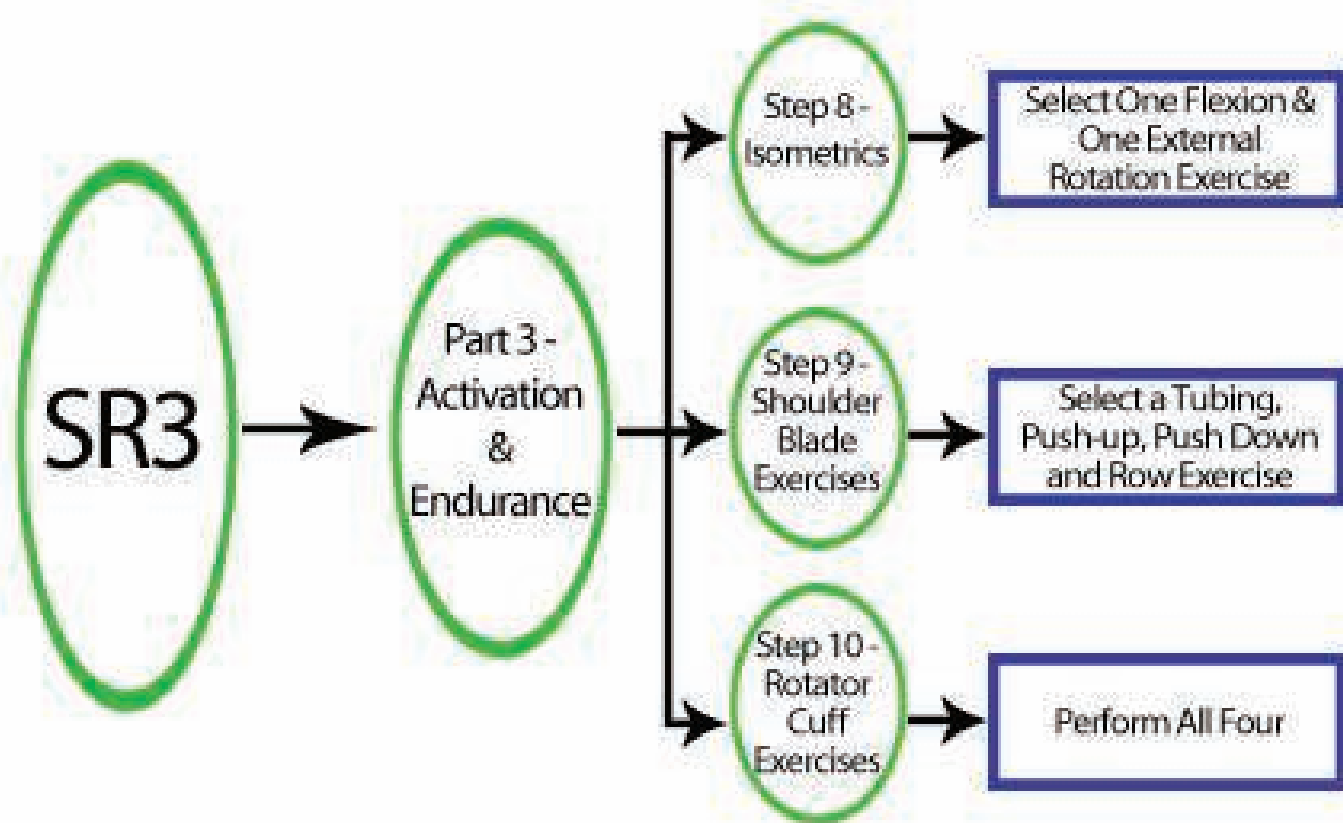 SR3
Part 3 -
Activation
&
Endurance
Step 8 -
Isometrics
Select One Flexion &
One External
Rotation Exercise
Step 9 -
Shoulder
Blade
Exercises
Select a Tubing,
Push-up, Push Down
and Row Exercise
Step 10 -
Rotator
Cuff
Exercises
Perform All Four